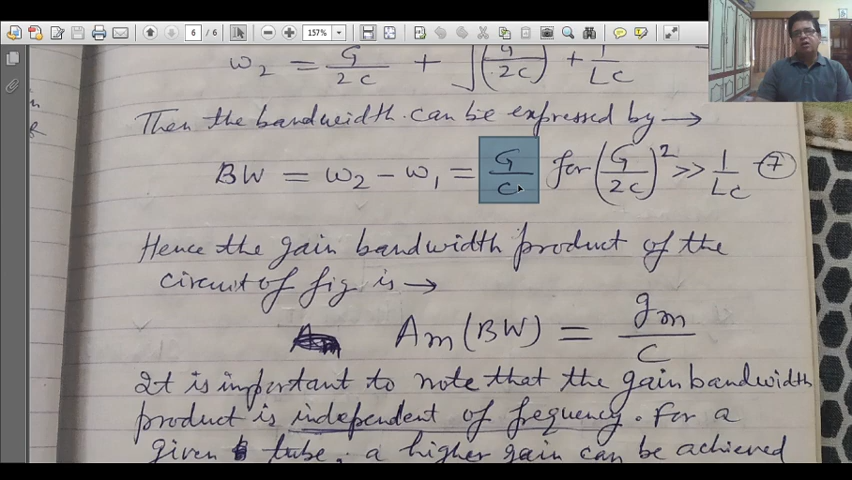 6 / 6 157%
ω2 = G/2C + √(G/2C) + 1/LC
Then the bandwidth can be expressed by →
BW = ω2 - ω1 = G/C for (G/2C)² >> 1/LC 7
Hence the gain bandwidth product of the
circuit of fig is →
Am (BW) = gm/C
It is important to note that the gain bandwidth
product is independent of frequency. For a
given tube, a higher gain can be achieved